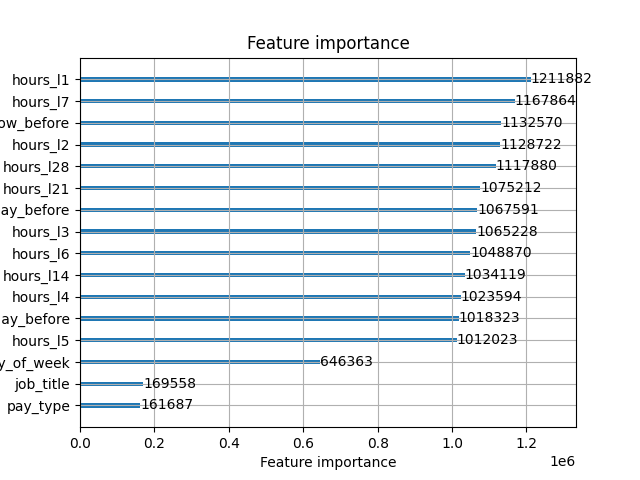 Feature importance
hours_l1 1211882
hours_l7 1167864
ow_before 1132570
hours_l2 1128722
hours_l28 1117880
hours_l21 1075212
ay_before 1067591
hours_l3 1065228
hours_l6 1048870
hours_l14 1034119
hours_l4 1023594
ay_before 1018323
hours_l5 1012023
y_of_week 646363
job_title 169558
pay_type 161687
0.0 0.2 0.4 0.6 0.8 1.0 1.2
1e6
Feature importance